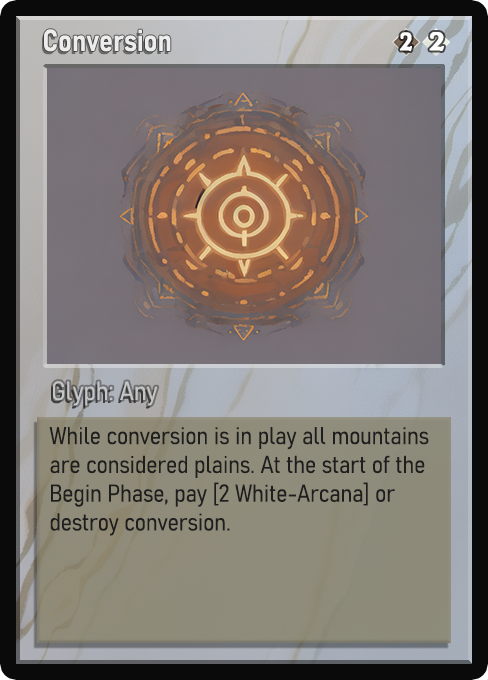 Conversion 2 2
Glyph: Any
While conversion is in play all mountains
are considered plains. At the start of the
Begin Phase, pay [2 White-Arcana] or
destroy conversion.